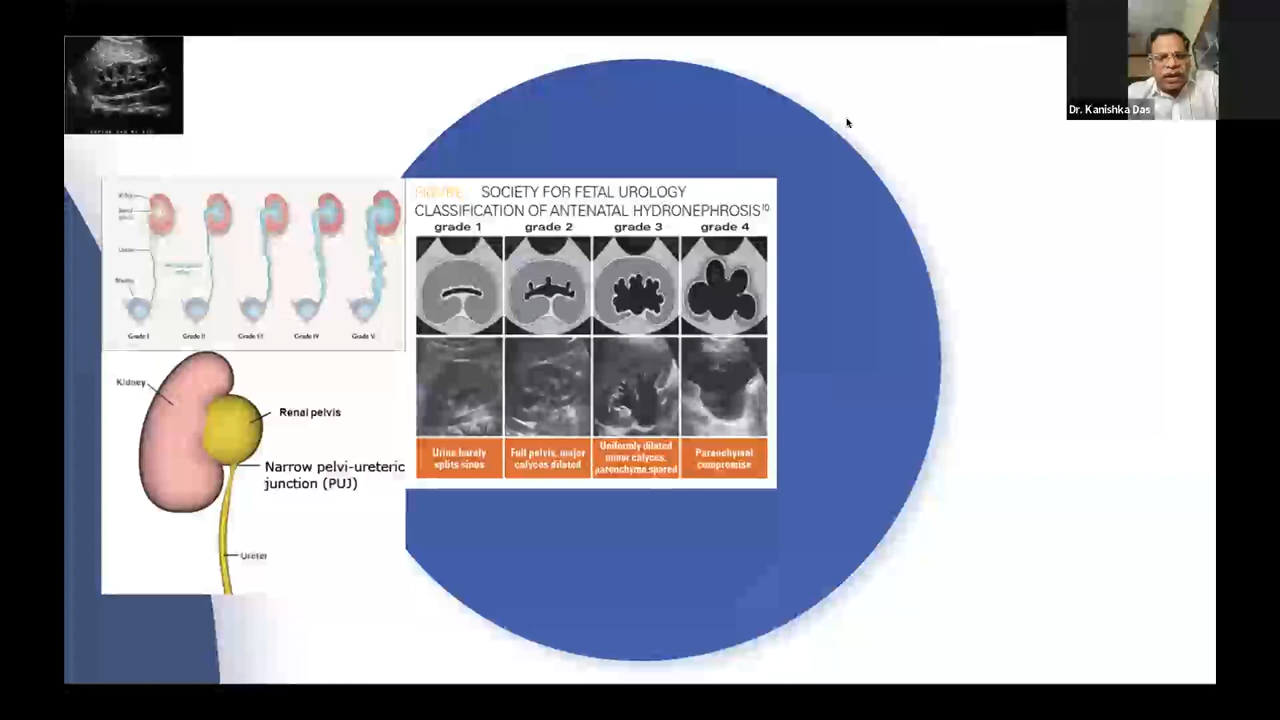 Dr. Kanishka Das
Grade I
Grade II
Grade III
Grade IV
Grade V
Kidney
Renal pelvis
Narrow pelvi-ureteric
junction (PUJ)
Ureter
FIGURE SOCIETY FOR FETAL UROLOGY
CLASSIFICATION OF ANTENATAL HYDRONEPHROSIS10
grade 1
grade 2
grade 3
grade 4
Urine barely
splits sinus
Full pelvis, major
calyces dilated
Uniformly dilated
minor calyces,
parenchyme spared
Parenchymal
compromise